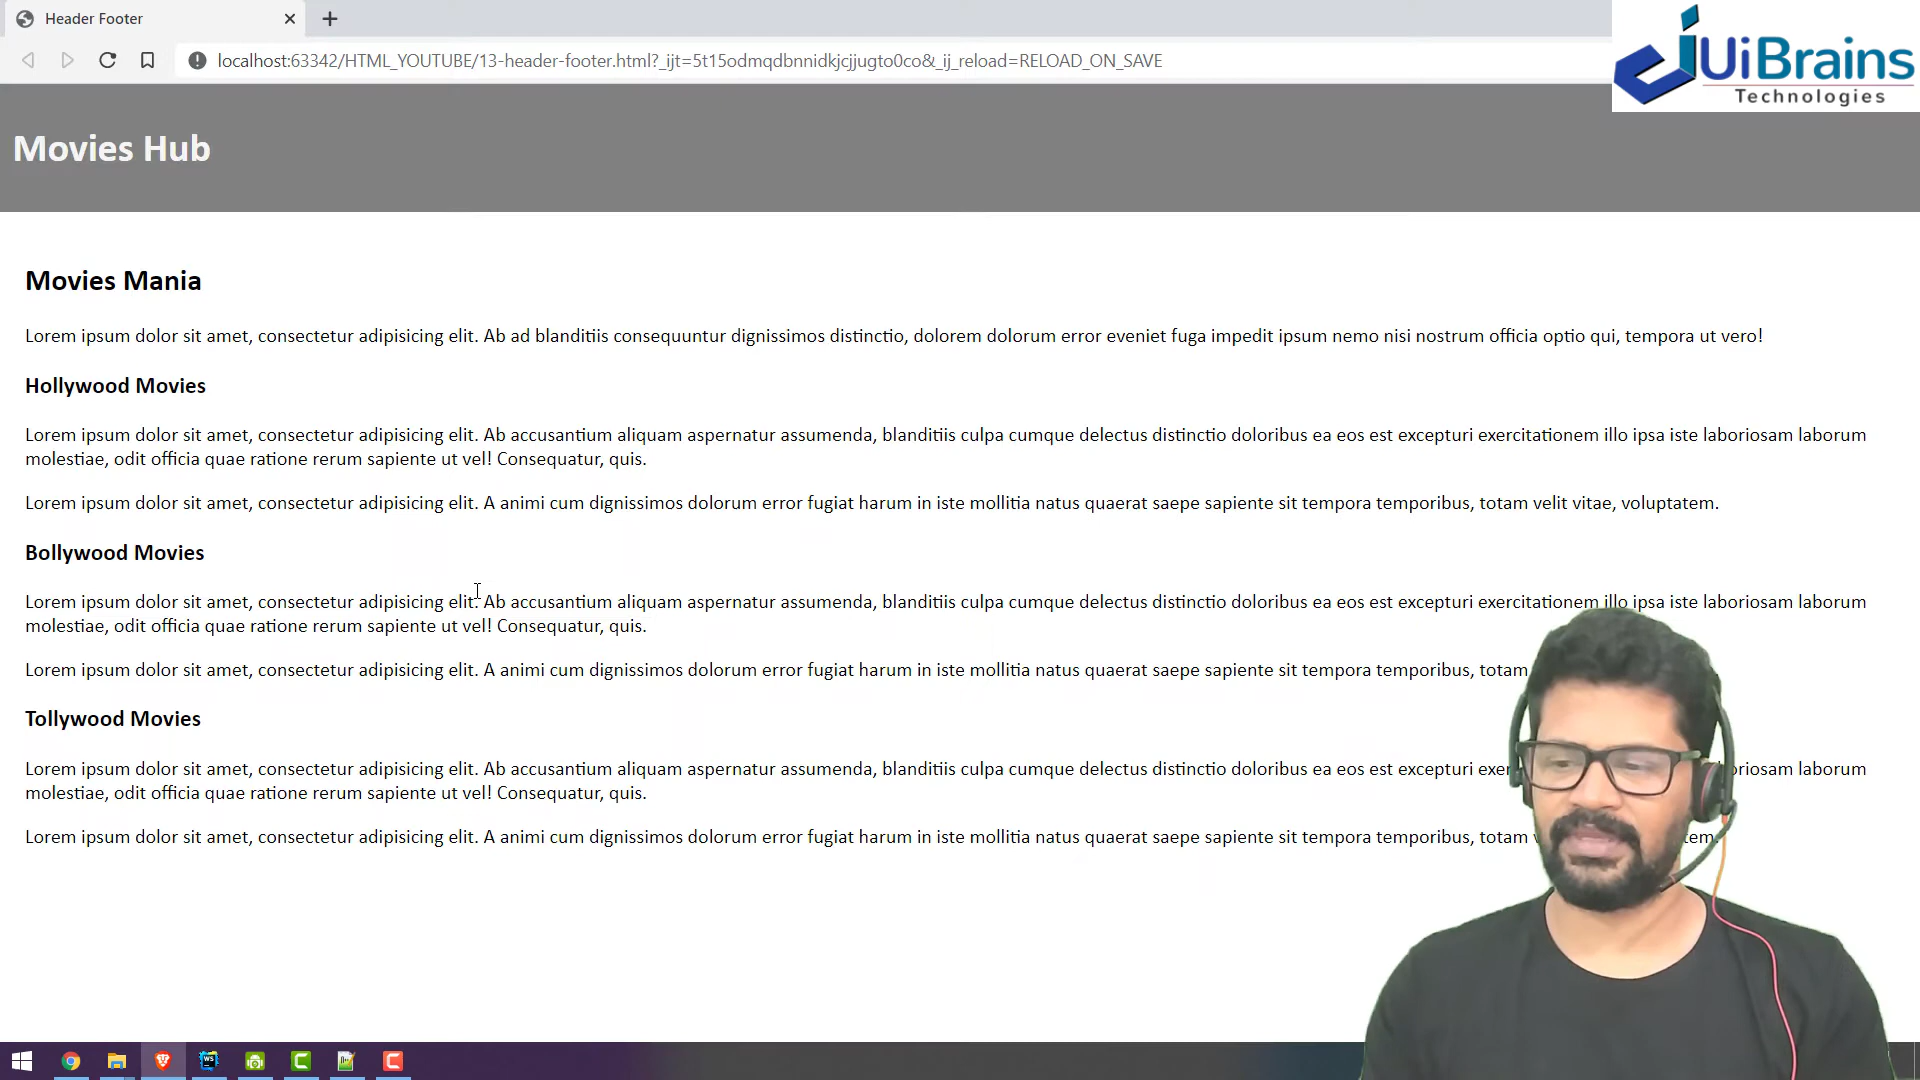 Header Footer
localhost:63342/HTML_YOUTUBE/13-header-footer.html?_ijt=5t15odmqdbnnidkjcjjugto0co&_ij_reload=RELOAD_ON_SAVE
UiBrains
Technologies
Movies Hub
Movies Mania
Lorem ipsum dolor sit amet, consectetur adipisicing elit. Ab ad blanditiis consequuntur dignissimos distinctio, dolorem dolorum error eveniet fuga impedit ipsum nemo nisi nostrum officia optio qui, tempora ut vero!
Hollywood Movies
Lorem ipsum dolor sit amet, consectetur adipisicing elit. Ab accusantium aliquam aspernatur assumenda, blanditiis culpa cumque delectus distinctio doloribus ea eos est excepturi exercitationem illo ipsa iste laboriosam laborum
molestiae, odit officia quae ratione rerum sapiente ut vel! Consequatur, quis.
Lorem ipsum dolor sit amet, consectetur adipisicing elit. A animi cum dignissimos dolorum error fugiat harum in iste mollitia natus quaerat saepe sapiente sit tempora temporibus, totam velit vitae, voluptatem.
Bollywood Movies
Lorem ipsum dolor sit amet, consectetur adipisicing elit. Ab accusantium aliquam aspernatur assumenda, blanditiis culpa cumque delectus distinctio doloribus ea eos est excepturi exercitationem illo ipsa iste laboriosam laborum
molestiae, odit officia quae ratione rerum sapiente ut vel! Consequatur, quis.
Lorem ipsum dolor sit amet, consectetur adipisicing elit. A animi cum dignissimos dolorum error fugiat harum in iste mollitia natus quaerat saepe sapiente sit tempora temporibus, totam
Tollywood Movies
Lorem ipsum dolor sit amet, consectetur adipisicing elit. Ab accusantium aliquam aspernatur assumenda, blanditiis culpa cumque delectus distinctio doloribus ea eos est excepturi laborum
molestiae, odit officia quae ratione rerum sapiente ut vel! Consequatur, quis.
Lorem ipsum dolor sit amet, consectetur adipisicing elit. A animi cum dignissimos dolorum error fugiat harum in iste mollitia natus quaerat saepe sapiente sit tempora temporibus, totam